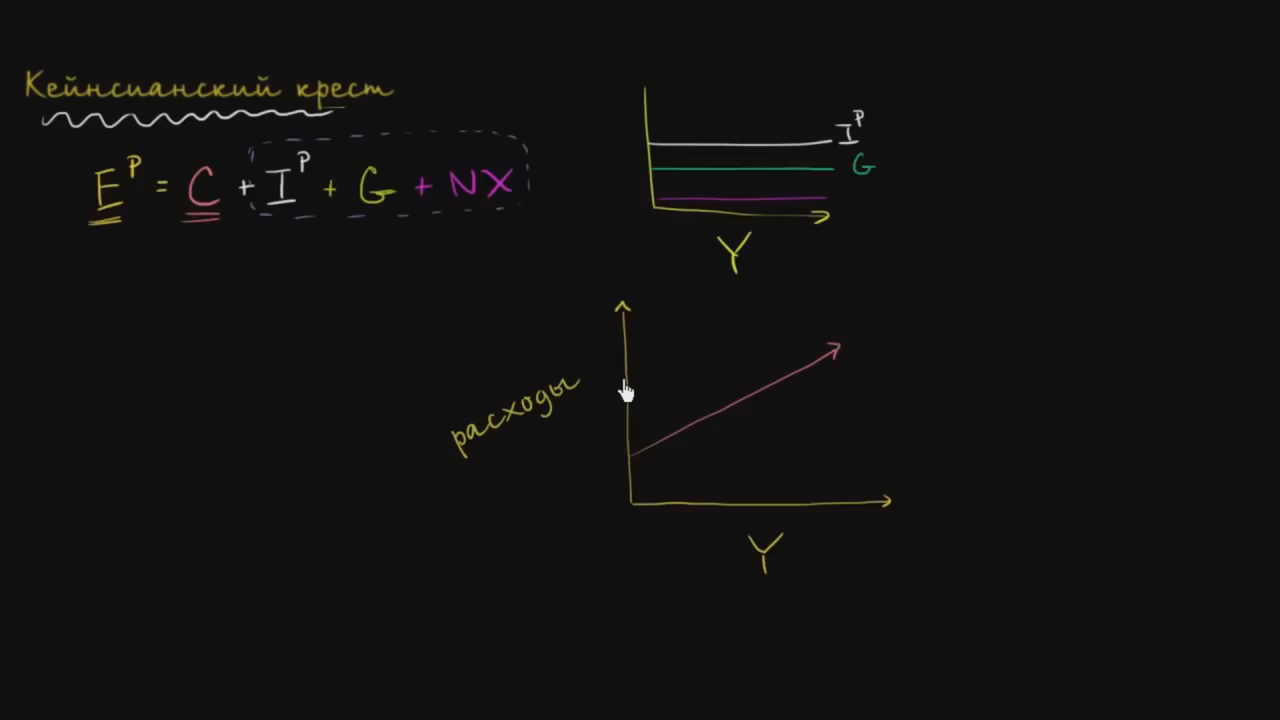 Кейнсианский крест
E^P = C + I^P + G + NX
I^P
G
Y
расходы
Y